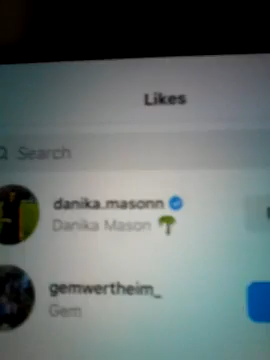 Likes
Search
danika.masonn
Danika Mason 🌴
gemwertheim_
Gem